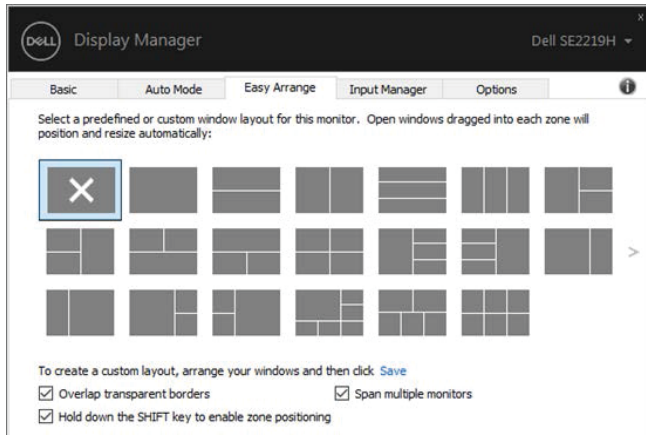 DELL Display Manager
Dell SE2219H
Basic Auto Mode Easy Arrange Input Manager Options
Select a predefined or custom window layout for this monitor. Open windows dragged into each zone will
position and resize automatically:
To create a custom layout, arrange your windows and then click Save
Overlap transparent borders Span multiple monitors
Hold down the SHIFT key to enable zone positioning